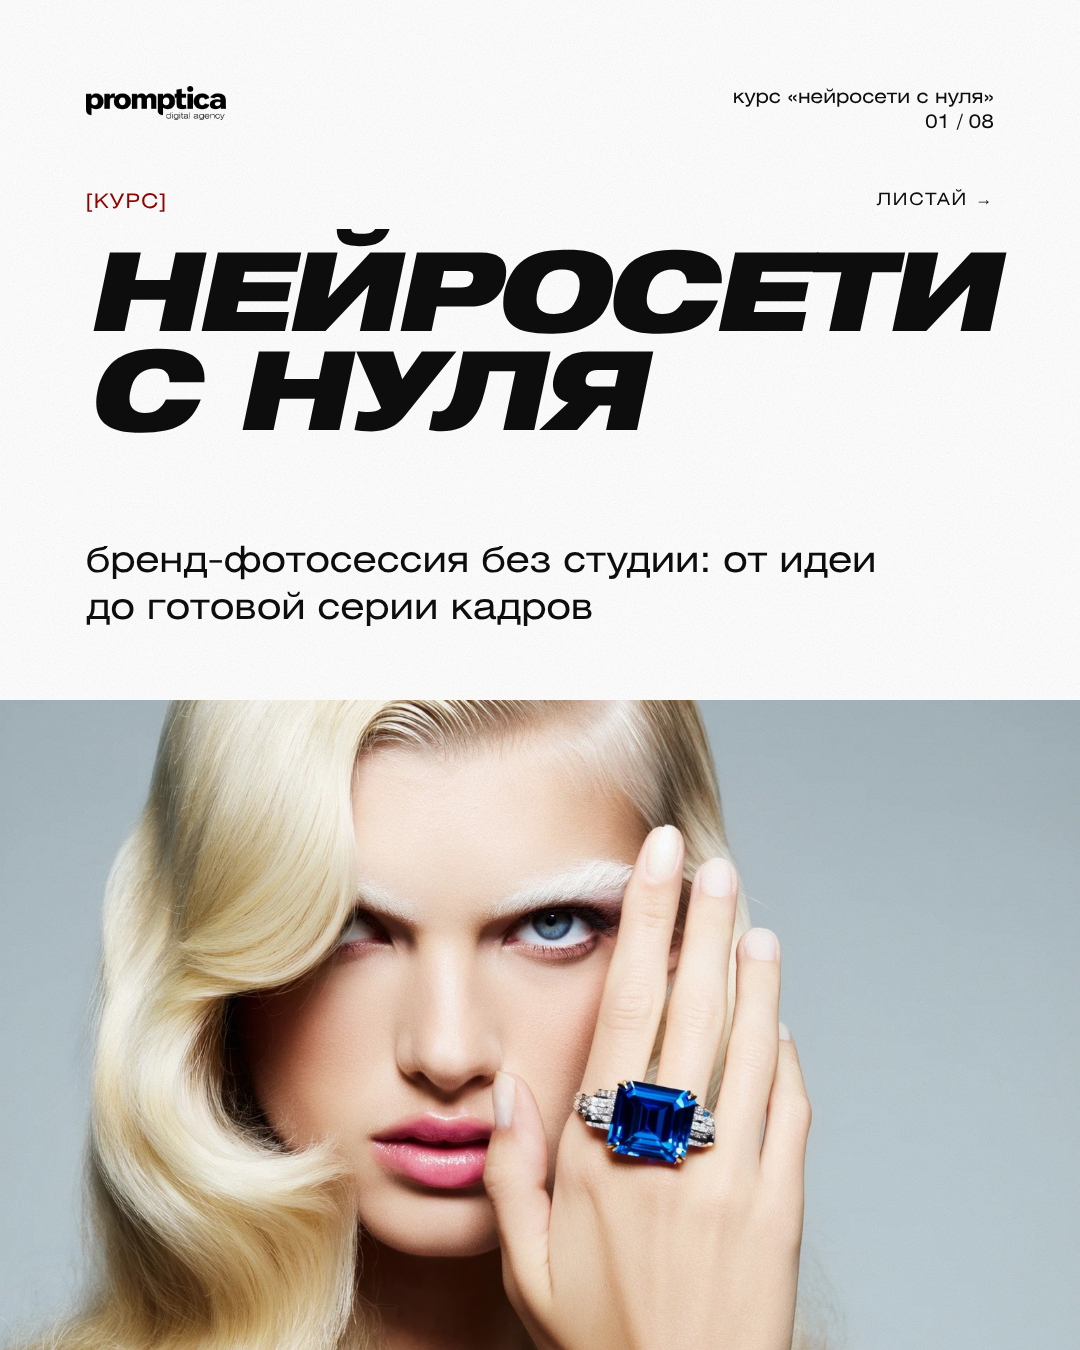 promptica
digital agency
курс «нейросети с нуля»
01 / 08
[КУРС]
ЛИСТАЙ →
НЕЙРОСЕТИ
С НУЛЯ
бренд-фотосессия без студии: от идеи
до готовой серии кадров